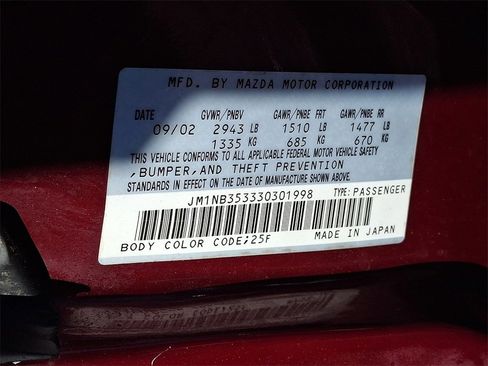 MFD. BY MAZDA MOTOR CORPORATION
DATE GVWR/PNBV GAWR/PNBE FRT GAWR/PNBE RR
09/02 2943 LB 1510 LB 1477 LB
1335 KG 685 KG 670 KG
THIS VEHICLE CONFORMS TO ALL APPLICABLE FEDERAL MOTOR VEHICLE SAFETY
,BUMPER,AND THEFT PREVENTION
STANDARDS IN EFFECT ON THE DATE OF MANUFACTURE SHOWN ABOVE.
JM1NB353330301998 TYPE:PASSENGER
BODY COLOR CODE;25F MADE IN JAPAN